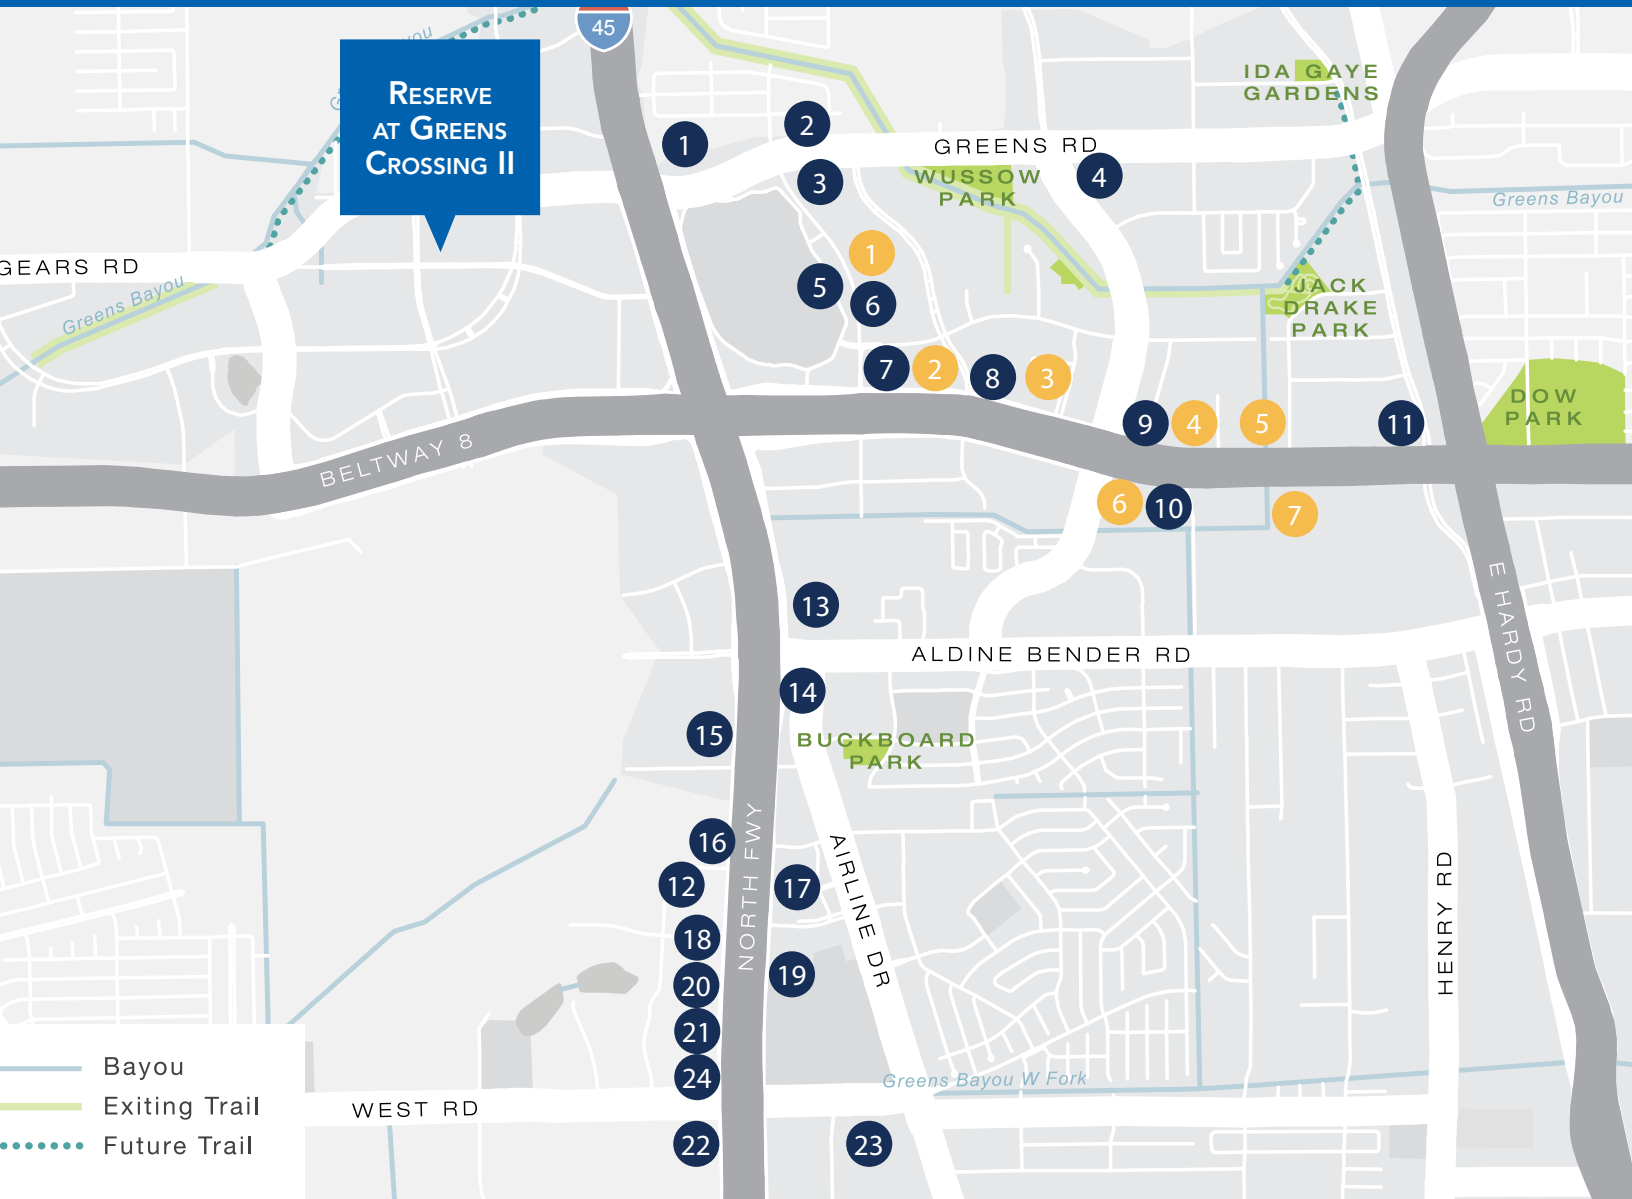 45
RESERVE
AT GREENS
CROSSING II
IDA GAYE
GARDENS
GREENS RD
WUSSOW
PARK
1
2
3
4
Greens Bayou
GEARS RD
Greens Bayou
1
5
6
JACK
DRAKE
PARK
7
2
8
3
DOW
PARK
9
4
5
11
BELTWAY 8
6
10
7
E HARDY RD
13
ALDINE BENDER RD
14
15
BUCKBOARD
PARK
NORTH FWY
AIRLINE DR
16
12
17
HENRY RD
18
19
20
21
24
Greens Bayou W Fork
WEST RD
22
23
Bayou
Exiting Trail
Future Trail